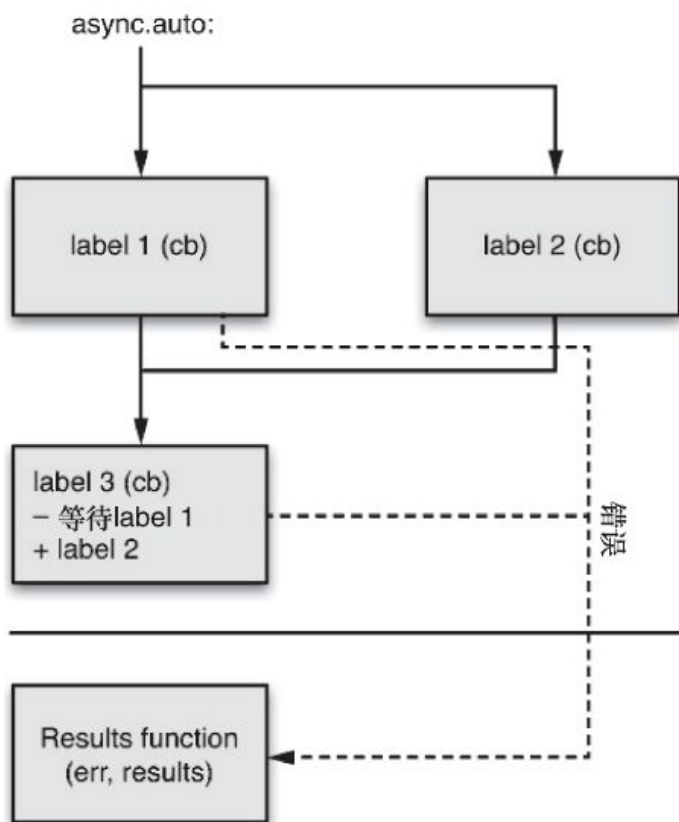 async.auto:
label 1 (cb)
label 2 (cb)
label 3 (cb)
– 等待label 1
+ label 2
错误
Results function
(err, results)